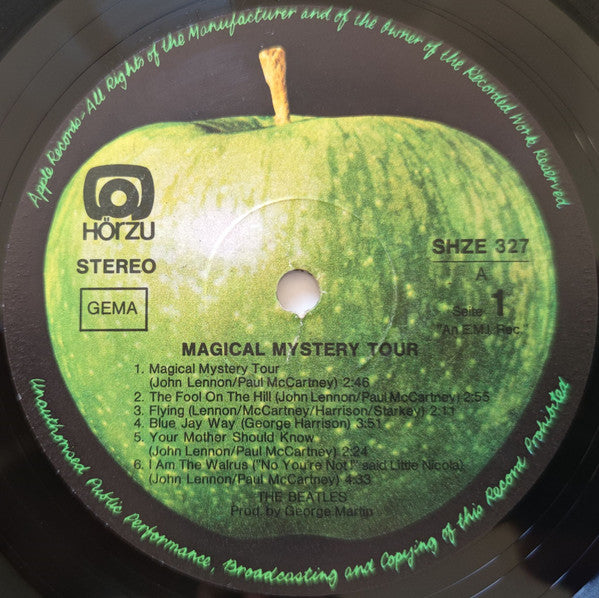 Apple Records-All Rights of the Manufacturer and of the Owner of the Recorded Work Reserved
HÖRZU
STEREO
GEMA
SHZE 327
A
Seite 1
"An E.M.I. Rec."
MAGICAL MYSTERY TOUR
1. Magical Mystery Tour
(John Lennon/Paul McCartney) 2:46
2. The Fool On The Hill (John Lennon/Paul McCartney) 2:55
3. Flying (Lennon/McCartney/Harrison/Starkey) 2:11
4. Blue Jay Way (George Harrison) 3:51
5. Your Mother Should Know
(John Lennon/Paul McCartney) 2:24
6. I Am The Walrus ("No You're Not!" said Little Nicola)
(John Lennon/Paul McCartney) 4:33
THE BEATLES
Prod. by George Martin
Unauthorised Public Performance, Broadcasting and Copying of this Record Prohibited